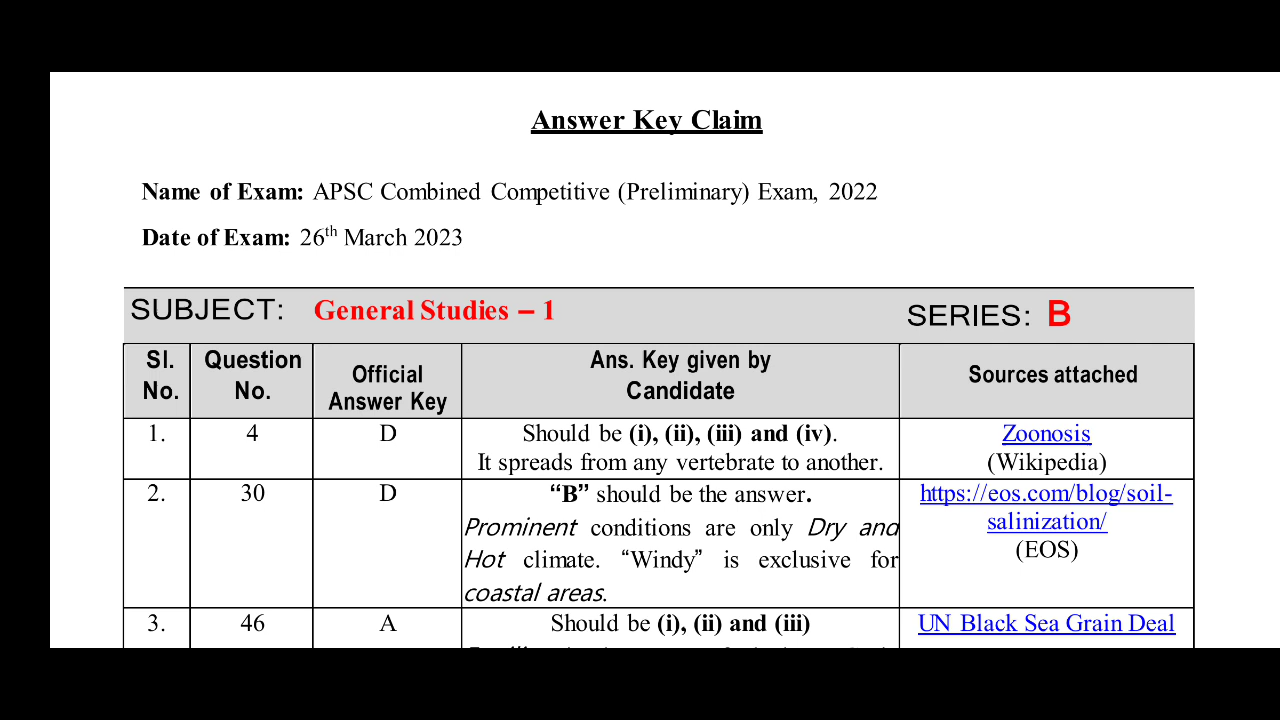 Answer Key Claim
Name of Exam: APSC Combined Competitive (Preliminary) Exam, 2022
Date of Exam: 26th March 2023
SUBJECT: General Studies – 1 SERIES: B
Sl. No. Question No. Official Answer Key Ans. Key given by Candidate Sources attached
1. 4 D Should be (i), (ii), (iii) and (iv). Zoonosis
It spreads from any vertebrate to another. (Wikipedia)
2. 30 D “B” should be the answer. https://eos.com/blog/soil-
Prominent conditions are only Dry and salinization/
Hot climate. “Windy” is exclusive for (EOS)
coastal areas.
3. 46 A Should be (i), (ii) and (iii) UN Black Sea Grain Deal